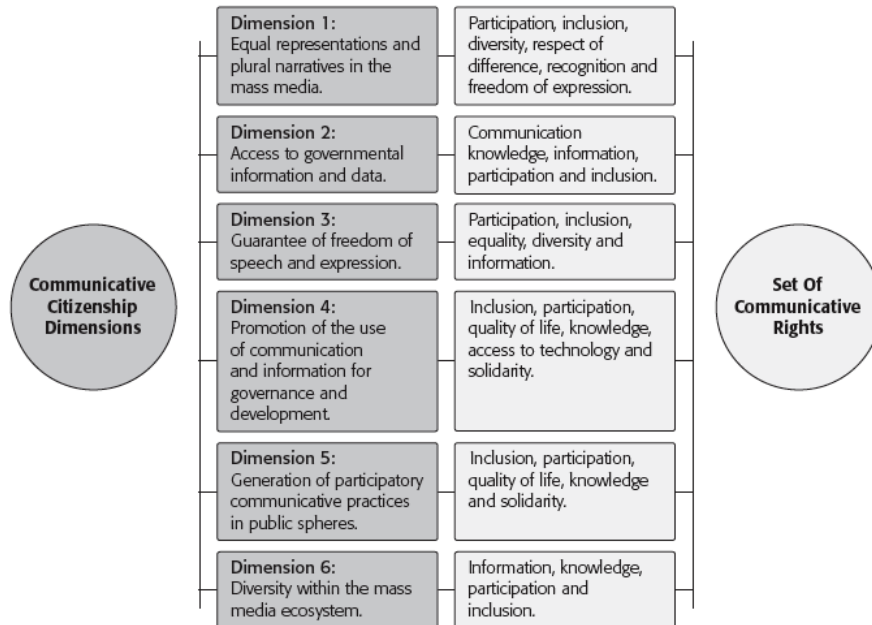 Dimension 1:
Equal representations and
plural narratives in the
mass media.
Participation, inclusion,
diversity, respect of
difference, recognition and
freedom of expression.
Dimension 2:
Access to governmental
information and data.
Communication
knowledge, information,
participation and inclusion.
Dimension 3:
Guarantee of freedom of
speech and expression.
Participation, inclusion,
equality, diversity and
information.
Communicative
Citizenship
Dimensions
Dimension 4:
Promotion of the use
of communication
and information for
governance and
development.
Inclusion, participation,
quality of life, knowledge,
access to technology and
solidarity.
Set Of
Communicative
Rights
Dimension 5:
Generation of participatory
communicative practices
in public spheres.
Inclusion, participation,
quality of life, knowledge
and solidarity.
Dimension 6:
Diversity within the mass
media ecosystem.
Information, knowledge,
participation and
inclusion.